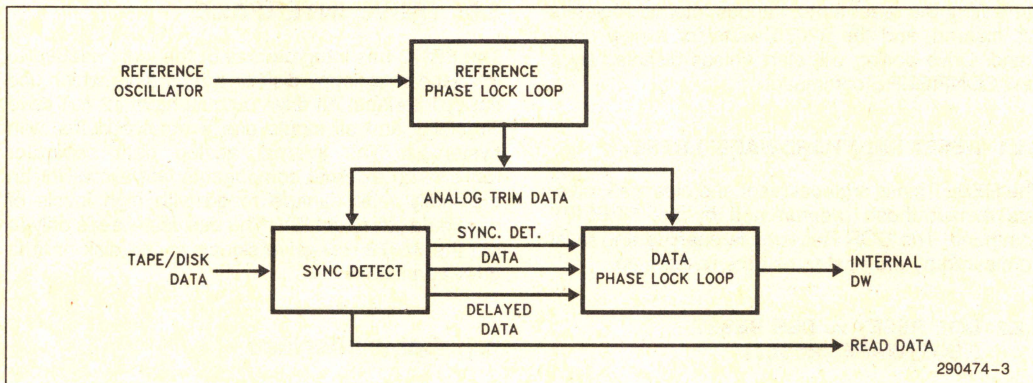 REFERENCE
OSCILLATOR
REFERENCE
PHASE LOCK LOOP
ANALOG TRIM DATA
TAPE/DISK
DATA
SYNC DETECT
SYNC. DET.
DATA
DELAYED
DATA
DATA
PHASE LOCK LOOP
INTERNAL
DW
READ DATA
290474-3